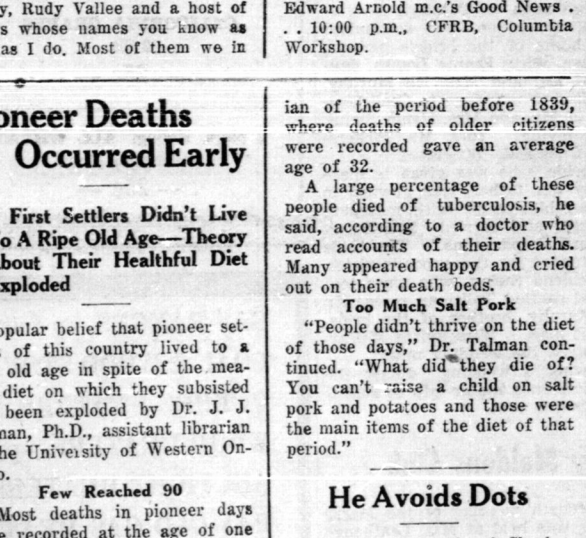 y, Rudy Vallee and a host of
s whose names you know as
as I do. Most of them we in
oneer Deaths
Occurred Early
First Settlers Didn't Live
o A Ripe Old Age—Theory
bout Their Healthful Diet
xploded
opular belief that pioneer set-
s of this country lived to a
old age in spite of the mea-
diet on which they subsisted
been exploded by Dr. J. J.
man, Ph.D., assistant librarian
he University of Western On-
o.
Few Reached 90
Most deaths in pioneer days
e recorded at the age of one
Edward Arnold m.c.'s Good News .
. . 10:00 p.m., CFRB, Columbia
Workshop.
ian of the period before 1839,
where deaths of older citizens
were recorded gave an average
age of 32.
A large percentage of these
people died of tuberculosis, he
said, according to a doctor who
read accounts of their deaths.
Many appeared happy and cried
out on their death beds.
Too Much Salt Pork
"People didn't thrive on the diet
of those days," Dr. Talman con-
tinued. "What did they die of?
You can't raise a child on salt
pork and potatoes and those were
the main items of the diet of that
period."
He Avoids Dots